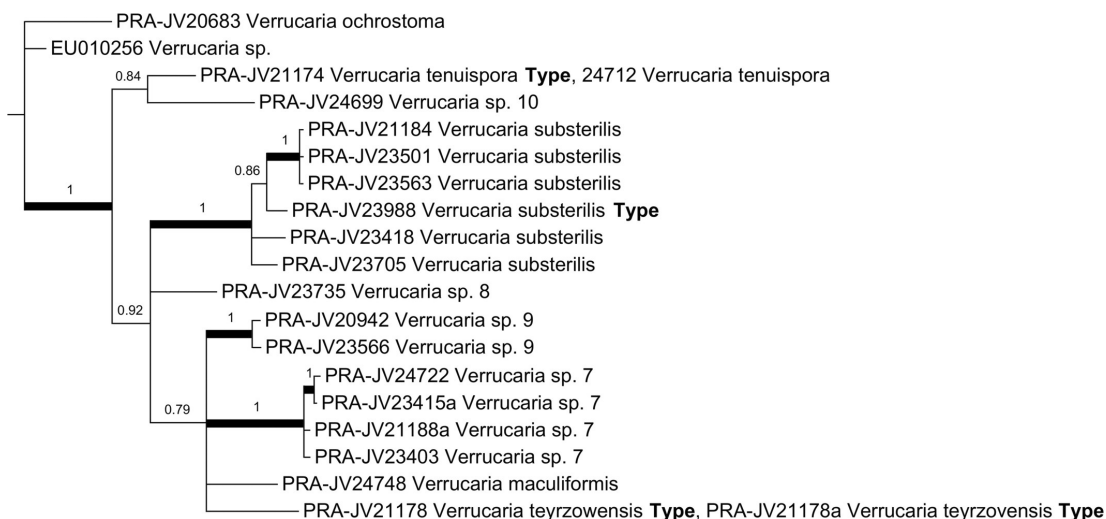 PRA-JV20683 Verrucaria ochrostoma
EU010256 Verrucaria sp.
0.84
PRA-JV21174 Verrucaria tenuispora Type, 24712 Verrucaria tenuispora
PRA-JV24699 Verrucaria sp. 10
PRA-JV21184 Verrucaria substerilis
1
PRA-JV23501 Verrucaria substerilis
0.86
PRA-JV23563 Verrucaria substerilis
1
1
PRA-JV23988 Verrucaria substerilis Type
PRA-JV23418 Verrucaria substerilis
PRA-JV23705 Verrucaria substerilis
PRA-JV23735 Verrucaria sp. 8
0.92
1
PRA-JV20942 Verrucaria sp. 9
PRA-JV23566 Verrucaria sp. 9
1
PRA-JV24722 Verrucaria sp. 7
PRA-JV23415a Verrucaria sp. 7
0.79
1
PRA-JV21188a Verrucaria sp. 7
PRA-JV23403 Verrucaria sp. 7
PRA-JV24748 Verrucaria maculiformis
PRA-JV21178 Verrucaria teyrzowensis Type, PRA-JV21178a Verrucaria teyrzovensis Type